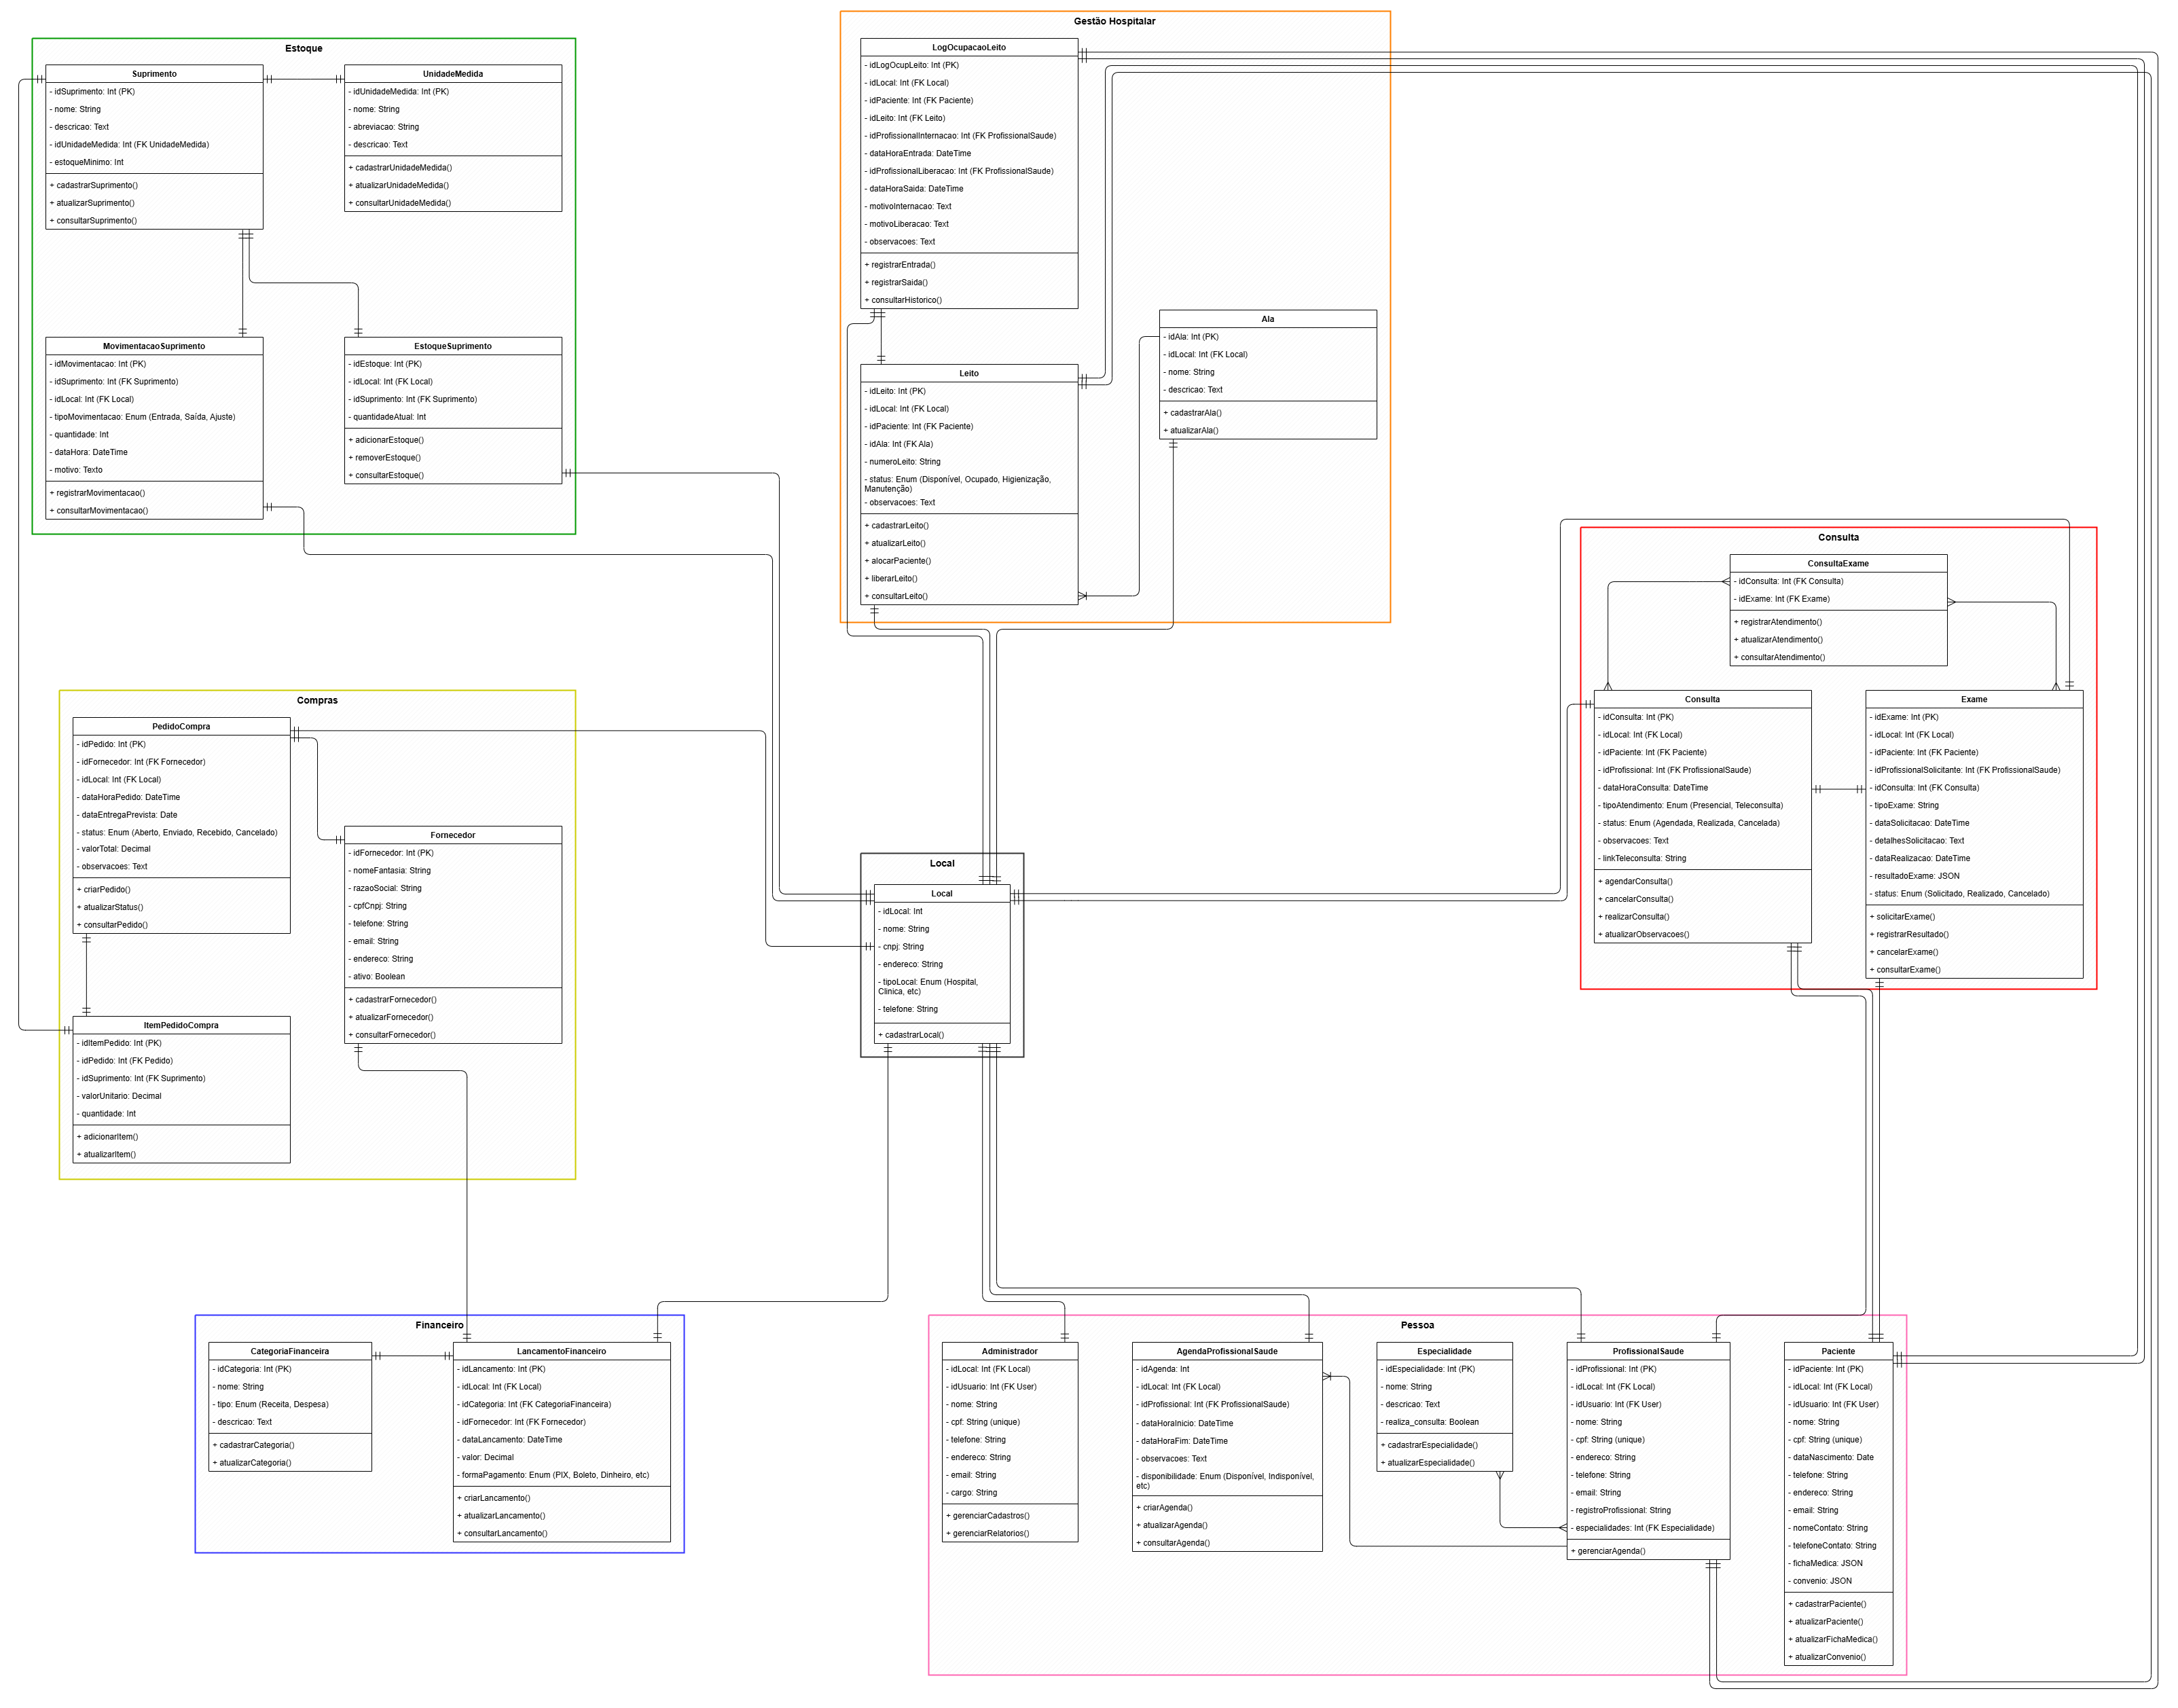 Estoque
Suprimento
- idSuprimento: Int (PK)
- nome: String
- descricao: Text
- idUnidadeMedida: Int (FK UnidadeMedida)
- estoqueMinimo: Int
+ cadastrarSuprimento()
+ atualizarSuprimento()
+ consultarSuprimento()
UnidadeMedida
- idUnidadeMedida: Int (PK)
- nome: String
- abreviacao: String
- descricao: Text
+ cadastrarUnidadeMedida()
+ atualizarUnidadeMedida()
+ consultarUnidadeMedida()
MovimentacaoSuprimento
- idMovimentacao: Int (PK)
- idSuprimento: Int (FK Suprimento)
- idLocal: Int (FK Local)
- tipoMovimentacao: Enum (Entrada, Saída, Ajuste)
- quantidade: Int
- dataHora: DateTime
- motivo: Texto
+ registrarMovimentacao()
+ consultarMovimentacao()
EstoqueSuprimento
- idEstoque: Int (PK)
- idLocal: Int (FK Local)
- idSuprimento: Int (FK Suprimento)
- quantidadeAtual: Int
+ adicionarEstoque()
+ removerEstoque()
+ consultarEstoque()
Gestão Hospitalar
LogOcupacaoLeito
- idLogOcupLeito: Int (PK)
- idLocal: Int (FK Local)
- idPaciente: Int (FK Paciente)
- idLeito: Int (FK Leito)
- idProfissionalInternacao: Int (FK ProfissionalSaude)
- dataHoraEntrada: DateTime
- idProfissionalLiberacao: Int (FK ProfissionalSaude)
- dataHoraSaida: DateTime
- motivoInternacao: Text
- motivoLiberacao: Text
- observacoes: Text
+ registrarEntrada()
+ registrarSaida()
+ consultarHistorico()
Ala
- idAla: Int (PK)
- idLocal: Int (FK Local)
- nome: String
- descricao: Text
+ cadastrarAla()
+ atualizarAla()
Leito
- idLeito: Int (PK)
- idLocal: Int (FK Local)
- idPaciente: Int (FK Paciente)
- idAla: Int (FK Ala)
- numeroLeito: String
- status: Enum (Disponível, Ocupado, Higienização,
Manutenção)
- observacoes: Text
+ cadastrarLeito()
+ atualizarLeito()
+ alocarPaciente()
+ liberarLeito()
+ consultarLeito()
Consulta
ConsultaExame
- idConsulta: Int (FK Consulta)
- idExame: Int (FK Exame)
+ registrarAtendimento()
+ atualizarAtendimento()
+ consultarAtendimento()
Consulta
- idConsulta: Int (PK)
- idLocal: Int (FK Local)
- idPaciente: Int (FK Paciente)
- idProfissional: Int (FK ProfissionalSaude)
- dataHoraConsulta: DateTime
- tipoAtendimento: Enum (Presencial, Teleconsulta)
- status: Enum (Agendada, Realizada, Cancelada)
- observacoes: Text
- linkTeleconsulta: String
+ agendarConsulta()
+ cancelarConsulta()
+ realizarConsulta()
+ atualizarObservacoes()
Exame
- idExame: Int (PK)
- idLocal: Int (FK Local)
- idPaciente: Int (FK Paciente)
- idProfissionalSolicitante: Int (FK ProfissionalSaude)
- idConsulta: Int (FK Consulta)
- tipoExame: String
- dataSolicitacao: DateTime
- detalhesSolicitacao: Text
- dataRealizacao: DateTime
- resultadoExame: JSON
- status: Enum (Solicitado, Realizado, Cancelado)
+ solicitarExame()
+ registrarResultado()
+ cancelarExame()
+ consultarExame()
Compras
PedidoCompra
- idPedido: Int (PK)
- idFornecedor: Int (FK Fornecedor)
- idLocal: Int (FK Local)
- dataHoraPedido: DateTime
- dataEntregaPrevista: Date
- status: Enum (Aberto, Enviado, Recebido, Cancelado)
- valorTotal: Decimal
- observacoes: Text
+ criarPedido()
+ atualizarStatus()
+ consultarPedido()
Fornecedor
- idFornecedor: Int (PK)
- nomeFantasia: String
- razaoSocial: String
- cpfCnpj: String
- telefone: String
- email: String
- endereco: String
- ativo: Boolean
+ cadastrarFornecedor()
+ atualizarFornecedor()
+ consultarFornecedor()
ItemPedidoCompra
- idItemPedido: Int (PK)
- idPedido: Int (FK Pedido)
- idSuprimento: Int (FK Suprimento)
- valorUnitario: Decimal
- quantidade: Int
+ adicionarItem()
+ atualizarItem()
Local
Local
- idLocal: Int
- nome: String
- cnpj: String
- endereco: String
- tipoLocal: Enum (Hospital,
Clinica, etc)
- telefone: String
+ cadastrarLocal()
Financeiro
CategoriaFinanceira
- idCategoria: Int (PK)
- nome: String
- tipo: Enum (Receita, Despesa)
- descricao: Text
+ cadastrarCategoria()
+ atualizarCategoria()
LancamentoFinanceiro
- idLancamento: Int (PK)
- idLocal: Int (FK Local)
- idCategoria: Int (FK CategoriaFinanceira)
- idFornecedor: Int (FK Fornecedor)
- dataLancamento: DateTime
- valor: Decimal
- formaPagamento: Enum (PIX, Boleto, Dinheiro, etc)
+ criarLancamento()
+ atualizarLancamento()
+ consultarLancamento()
Pessoa
Administrador
- idLocal: Int (FK Local)
- idUsuario: Int (FK User)
- nome: String
- cpf: String (unique)
- telefone: String
- endereco: String
- email: String
- cargo: String
+ gerenciarCadastros()
+ gerenciarRelatorios()
AgendaProfissionalSaude
- idAgenda: Int
- idLocal: Int (FK Local)
- idProfissional: Int (FK ProfissionalSaude)
- dataHoraInicio: DateTime
- dataHoraFim: DateTime
- observacoes: Text
- disponibilidade: Enum (Disponível, Indisponível,
etc)
+ criarAgenda()
+ atualizarAgenda()
+ consultarAgenda()
Especialidade
- idEspecialidade: Int (PK)
- nome: String
- descricao: Text
- realiza_consulta: Boolean
+ cadastrarEspecialidade()
+ atualizarEspecialidade()
ProfissionalSaude
- idProfissional: Int (PK)
- idLocal: Int (FK Local)
- idUsuario: Int (FK User)
- nome: String
- cpf: String (unique)
- endereco: String
- telefone: String
- email: String
- registroProfissional: String
- especialidades: Int (FK Especialidade)
+ gerenciarAgenda()
Paciente
- idPaciente: Int (PK)
- idLocal: Int (FK Local)
- idUsuario: Int (FK User)
- nome: String
- cpf: String (unique)
- dataNascimento: Date
- telefone: String
- endereco: String
- email: String
- nomeContato: String
- telefoneContato: String
- fichaMedica: JSON
- convenio: JSON
+ cadastrarPaciente()
+ atualizarPaciente()
+ atualizarFichaMedica()
+ atualizarConvenio()